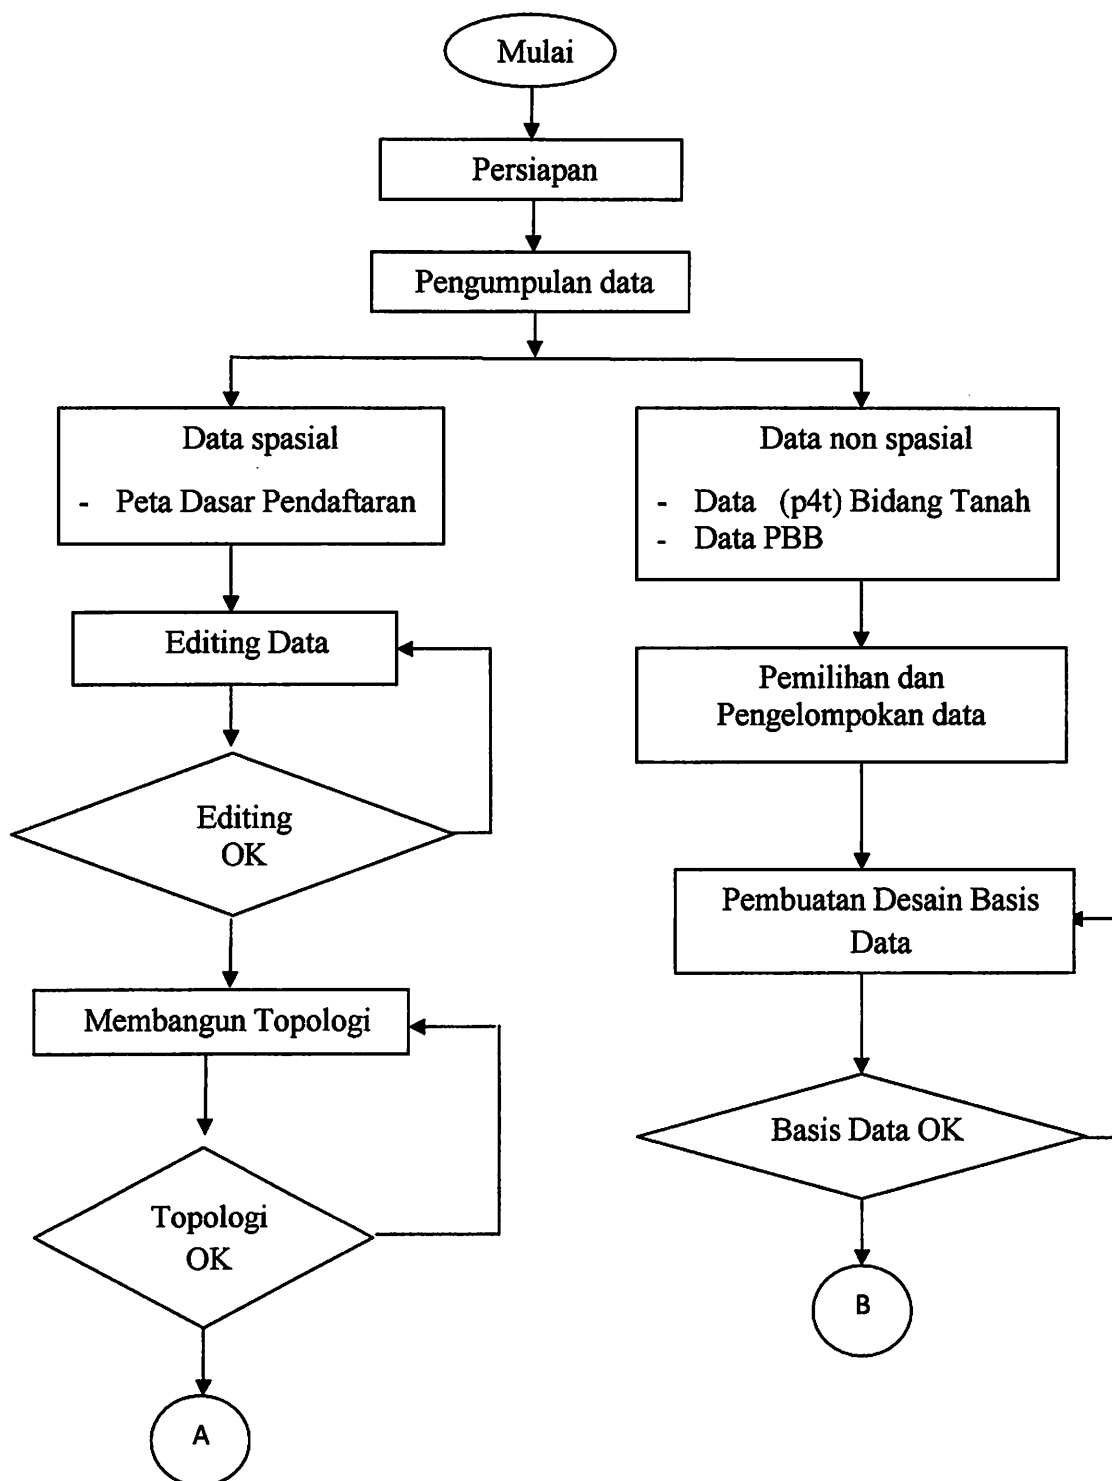 Mulai
Persiapan
Pengumpulan data
Data spasial
- Peta Dasar Pendaftaran
Data non spasial
- Data (p4t) Bidang Tanah
- Data PBB
Editing Data
Pemilihan dan
Pengelompokan data
Editing
OK
Pembuatan Desain Basis
Data
Membangun Topologi
Basis Data OK
Topologi
OK
B
A